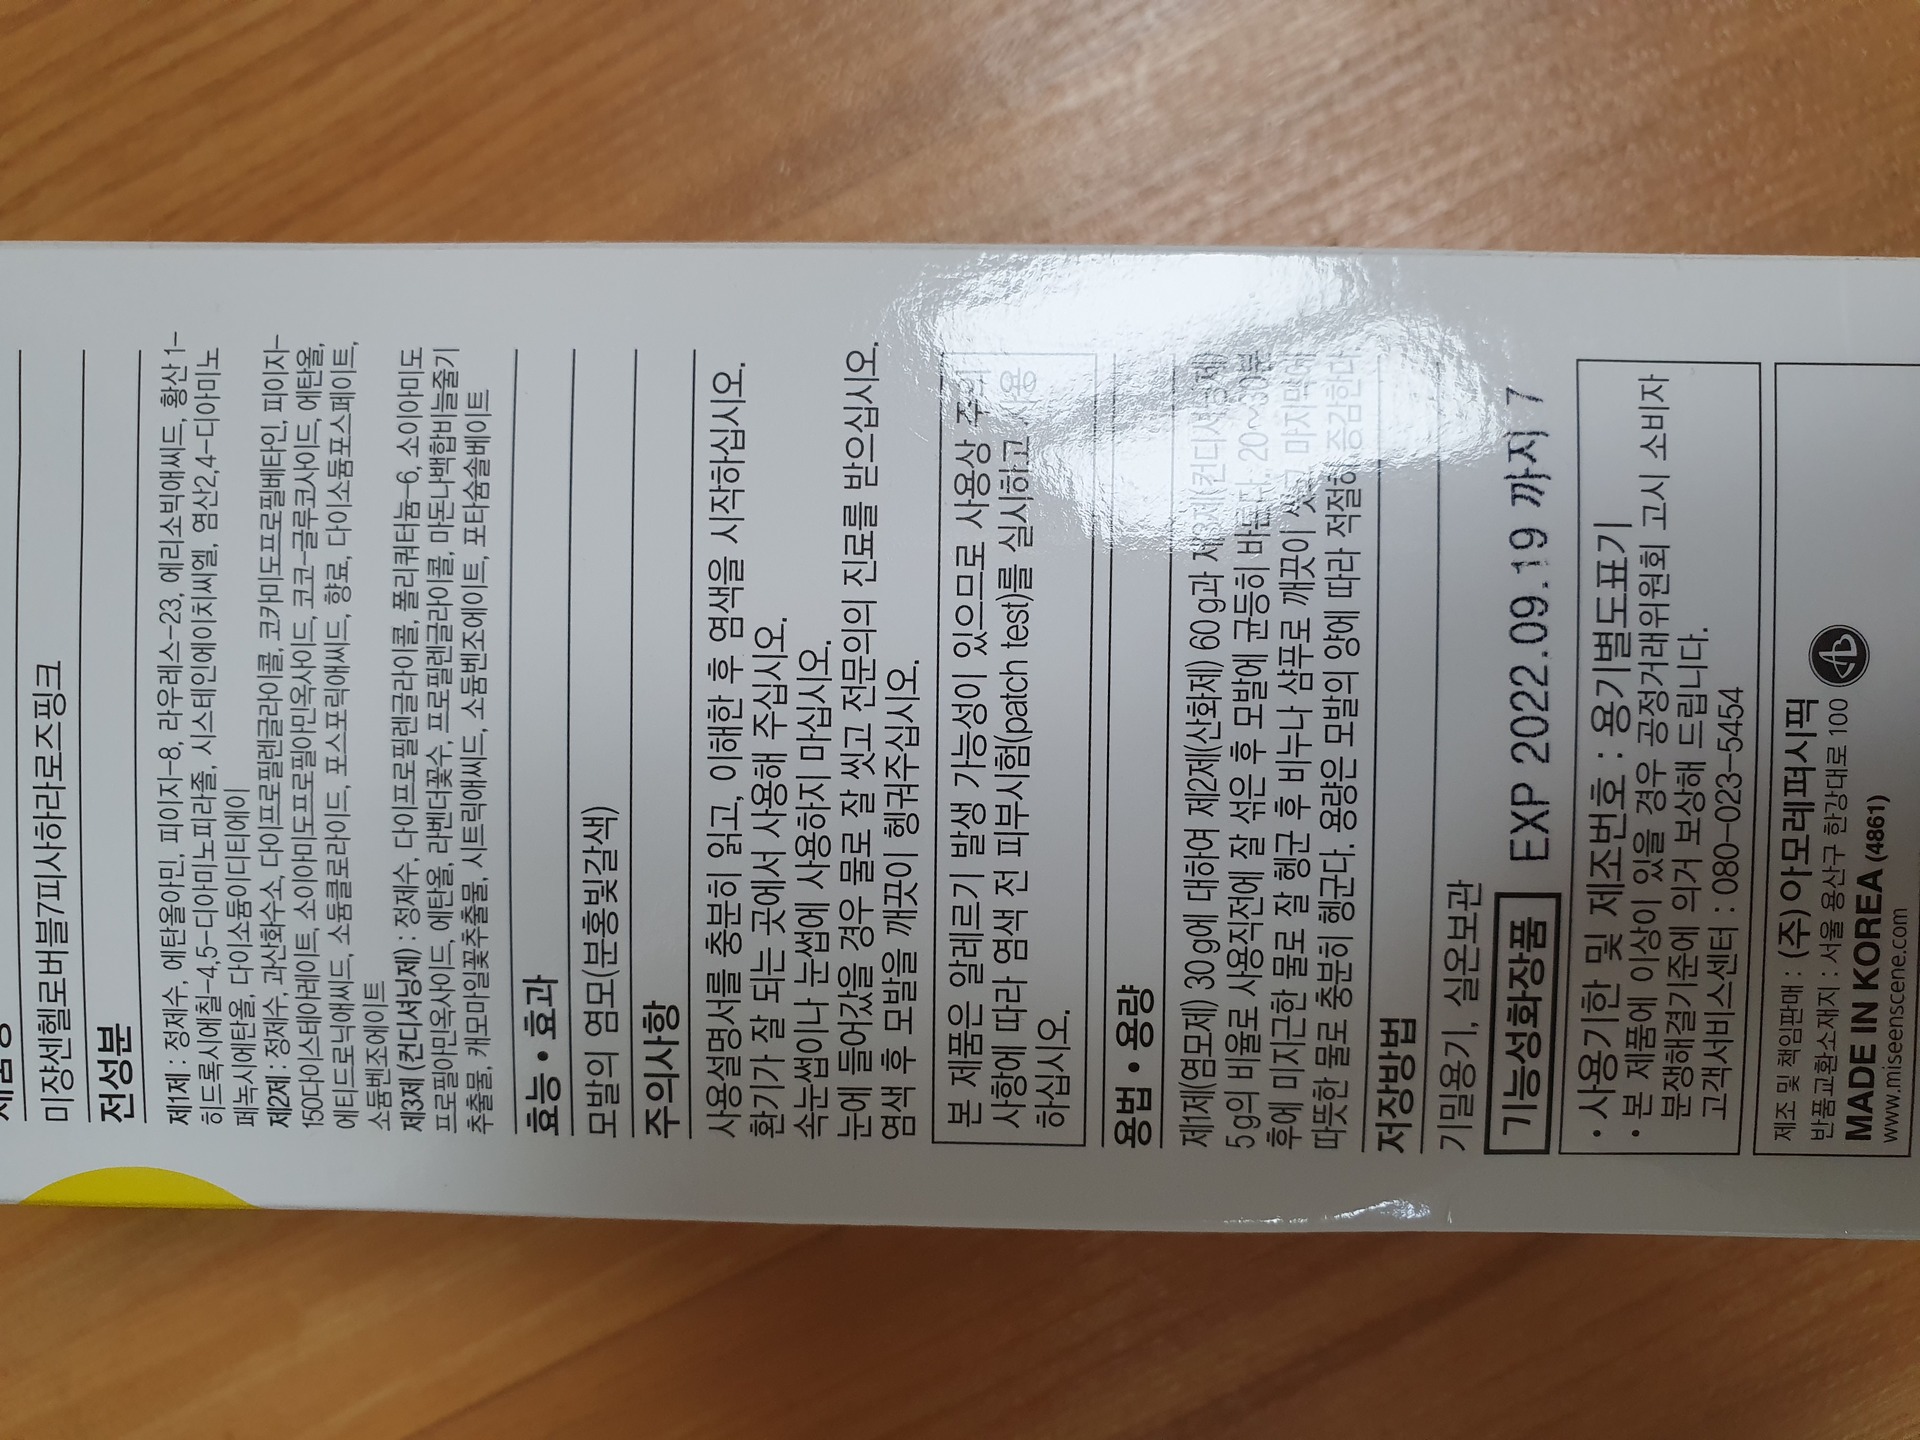 미쟝센헬로버블7피사하라로즈핑크
전성분
제1제 : 정제수, 에탄올아민, 피이지-8, 라우레스-23, 에리소빅애씨드, 황산 1-
히드록시에칠-4,5-디아미노피라졸, 시스테인에이치씨엘, 염산2,4-디아미노
페녹시에탄올, 다이소듐이디티에이
제2제 : 정제수, 과산화수소, 다이프로필렌글라이콜, 코카미도프로필베타인, 피이지-
150다이스테아레이트, 소이아미도프로필아민옥사이드, 코코-글루코사이드, 에탄올,
에티드로닉애씨드, 소듐클로라이드, 포스포릭애씨드, 향료, 다이소듐포스페이트,
소듐벤조에이트
제3제 (컨디셔닝제) : 정제수, 다이프로필렌글라이콜, 폴리쿼터늄-6, 소이아미도
프로필아민옥사이드, 에탄올, 라벤더꽃수, 프로필렌글라이콜, 마돈나백합비늘줄기
추출물, 캐모마일꽃추출물, 시트릭애씨드, 소듐벤조에이트, 포타슘솔베이트
효능 • 효과
모발의 염모(분홍빛갈색)
주의사항
사용설명서를 충분히 읽고, 이해한 후 염색을 시작하십시오.
환기가 잘 되는 곳에서 사용해 주십시오.
속눈썹이나 눈썹에 사용하지 마십시오.
눈에 들어갔을 경우 물로 잘 씻고 전문의의 진료를 받으십시오.
염색 후 모발을 깨끗이 헹궈주십시오.
본 제품은 알레르기 발생 가능성이 있으므로 사용상 주의
사항에 따라 염색 전 피부시험(patch test)를 실시하고 사용
하십시오.
용법 • 용량
제1제(염모제) 30 g에 대하여 제2제(산화제) 60 g과 제3제(컨디셔닝제)
5 g의 비율로 사용직전에 잘 섞은 후 모발에 균등히 바른다. 20~30분
후에 미지근한 물로 잘 헹군 후 비누나 샴푸로 깨끗이 씻고 마지막에
따뜻한 물로 충분히 헹군다. 용량은 모발의 양에 따라 적절히 증감한다.
저장방법
기밀용기, 실온보관
기능성화장품 EXP 2022.09.19 까지 7
• 사용기한 및 제조번호 : 용기별도표기
• 본 제품에 이상이 있을 경우 공정거래위원회 고시 소비자
분쟁해결기준에 의거 보상해 드립니다.
고객서비스센터 : 080-023-5454
제조 및 책임판매 : (주)아모레퍼시픽
반품교환소재지 : 서울 용산구 한강대로 100
MADE IN KOREA (4861)
www.miseenscene.com